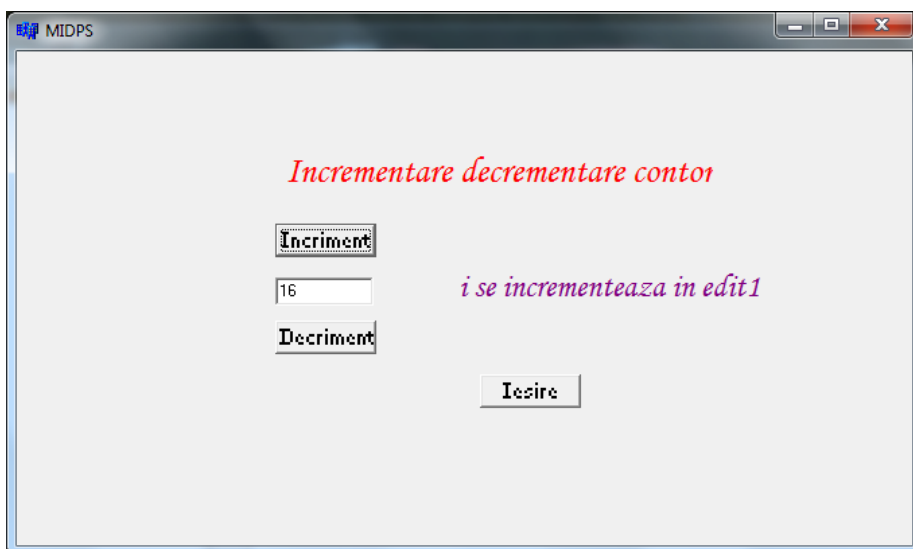 MIDPS
Incrementare decrementare contor
Incriment
16
i se incrementeaza in edit1
Decriment
Iesire